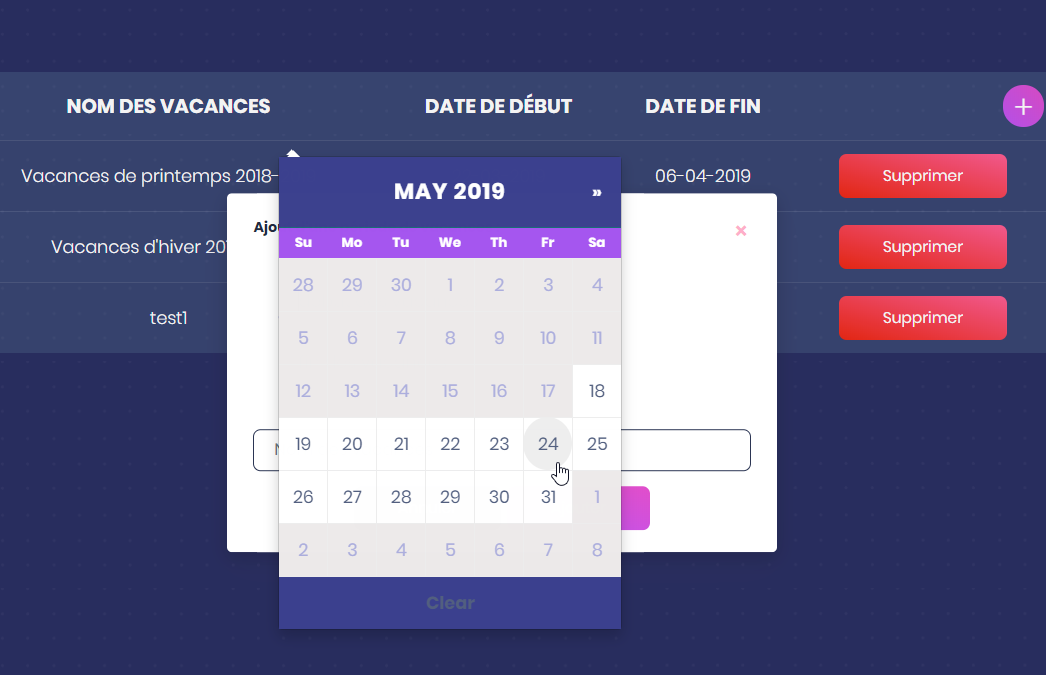 NOM DES VACANCES DATE DE DÉBUT DATE DE FIN +
Vacances de printemps 2018- 06-04-2019 Supprimer
MAY 2019 »
Ajou ×
Su Mo Tu We Th Fr Sa
Vacances d'hiver 201 Supprimer
28 29 30 1 2 3 4
test1 Supprimer
5 6 7 8 9 10 11
12 13 14 15 16 17 18
19 20 21 22 23 24 25
26 27 28 29 30 31 1
2 3 4 5 6 7 8
Clear